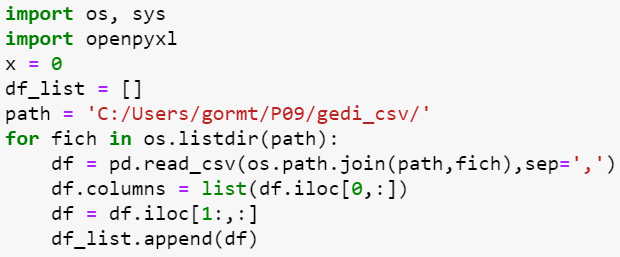 import os, sys
import openpyxl
x = 0
df_list = []
path = 'C:/Users/gormt/P09/gedi_csv/'
for fich in os.listdir(path):
    df = pd.read_csv(os.path.join(path,fich),sep=',')
    df.columns = list(df.iloc[0,:])
    df = df.iloc[1:,:]
    df_list.append(df)